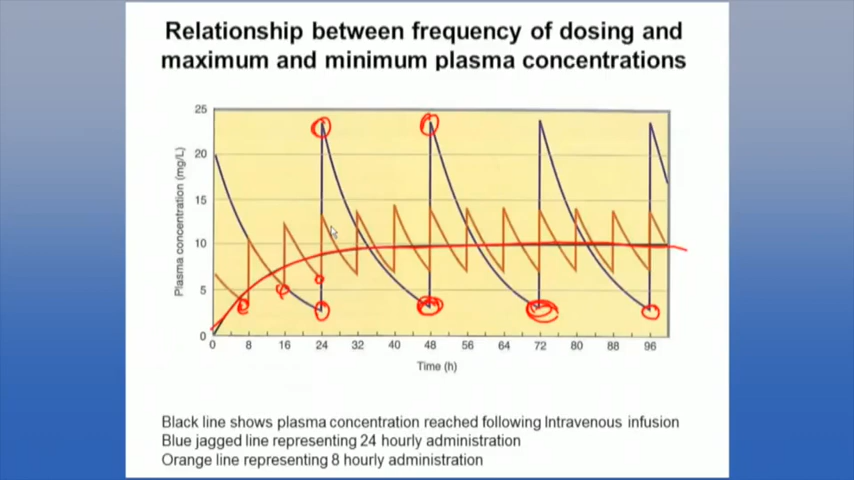 Relationship between frequency of dosing and
maximum and minimum plasma concentrations
Plasma concentration (mg/L)
25
20
15
10
5
0
0 8 16 24 32 40 48 56 64 72 80 88 96
Time (h)
Black line shows plasma concentration reached following Intravenous infusion
Blue jagged line representing 24 hourly administration
Orange line representing 8 hourly administration